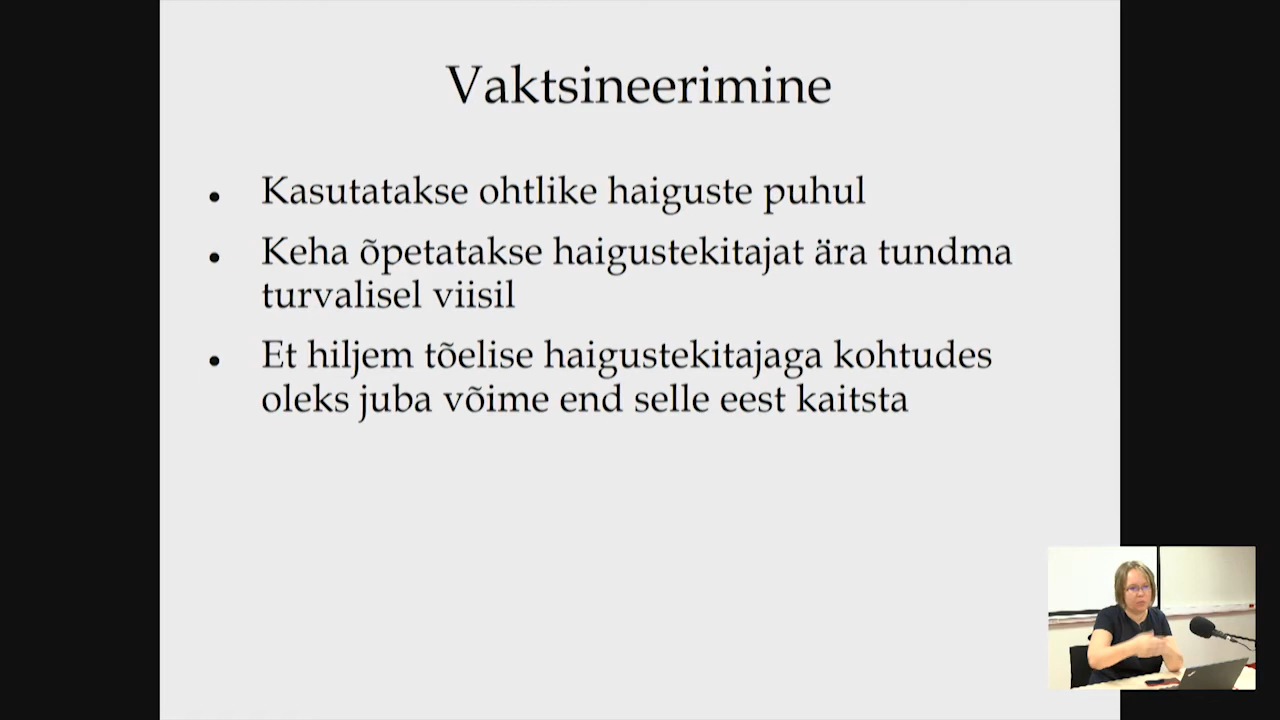 Vaktsineerimine
• Kasutatakse ohtlike haiguste puhul
• Keha õpetatakse haigustekitajat ära tundma
turvalisel viisil
• Et hiljem tõelise haigustekitajaga kohtudes
oleks juba võime end selle eest kaitsta